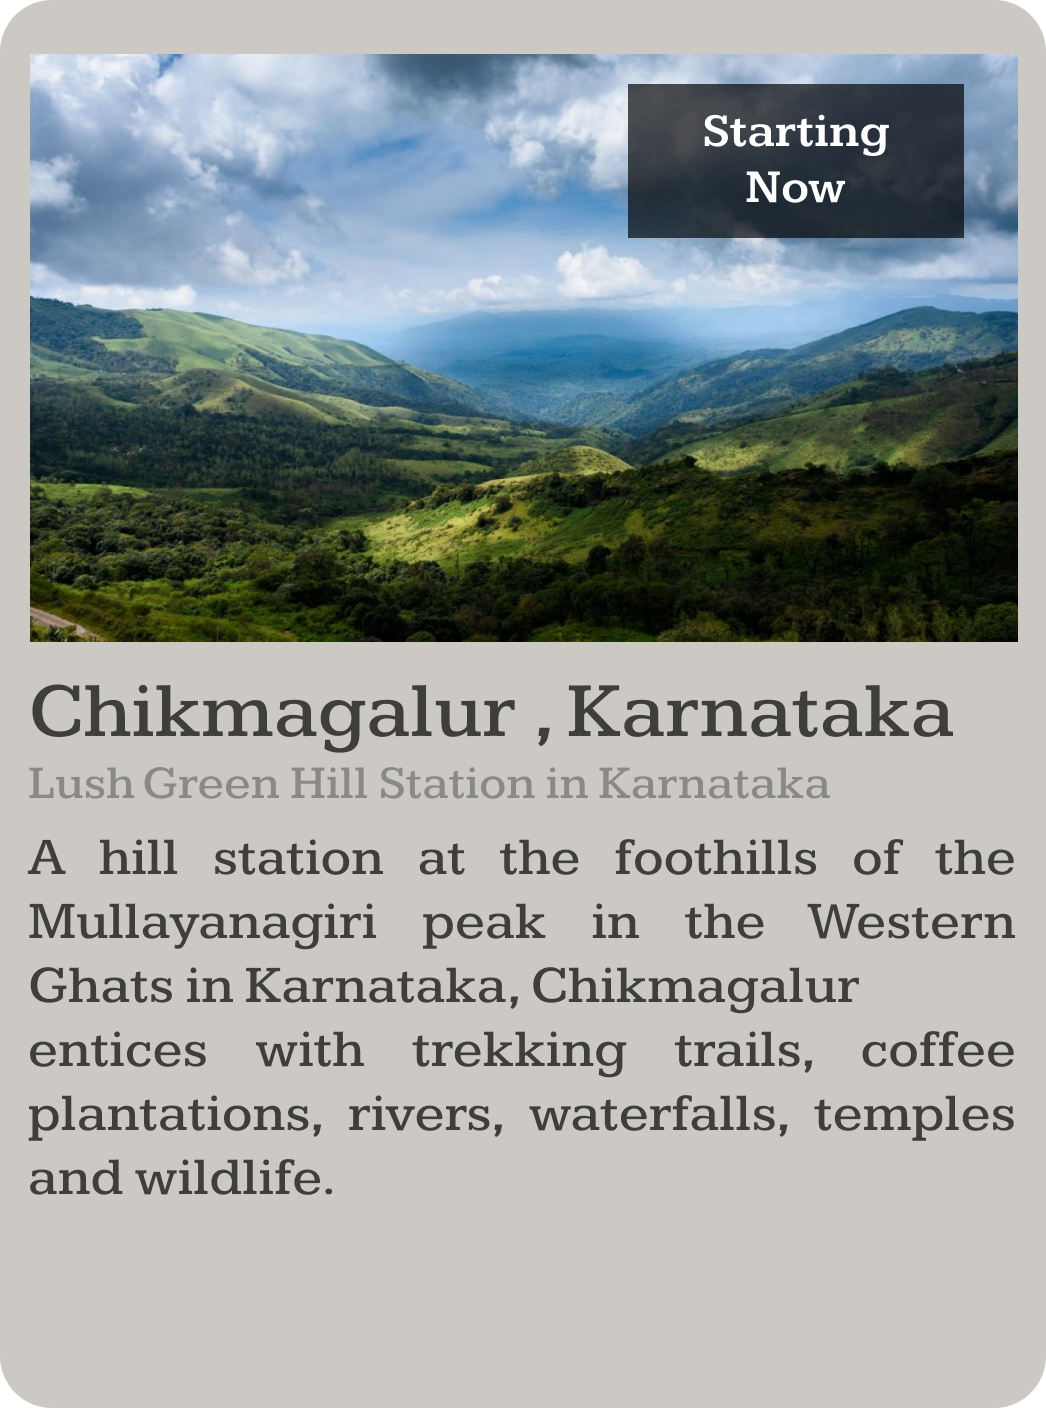 Starting
Now
Chikmagalur , Karnataka
Lush Green Hill Station in Karnataka
A hill station at the foothills of the
Mullayanagiri peak in the Western
Ghats in Karnataka, Chikmagalur
entices with trekking trails, coffee
plantations, rivers, waterfalls, temples
and wildlife.